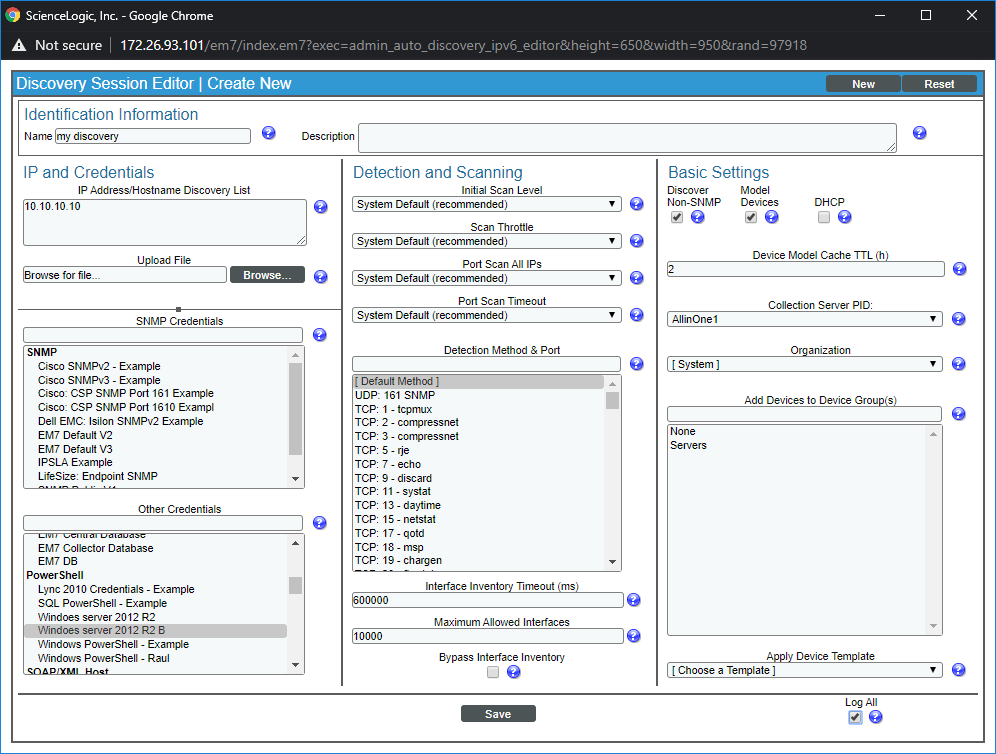 ScienceLogic, Inc. - Google Chrome
Not secure 172.26.93.101/em7/index.em7?exec=admin_auto_discovery_ipv6_editor&height=650&width=950&rand=97918
Discovery Session Editor | Create New
New
Reset
Identification Information
Name my discovery
Description
IP and Credentials
IP Address/Hostname Discovery List
10.10.10.10
Upload File
Browse for file...
Browse...
SNMP Credentials
SNMP
Cisco SNMPv2 - Example
Cisco SNMPv3 - Example
Cisco: CSP SNMP Port 161 Example
Cisco: CSP SNMP Port 1610 Exampl
Dell EMC: Isilon SNMPv2 Example
EM7 Default V2
EM7 Default V3
IPSLA Example
LifeSize: Endpoint SNMP
Other Credentials
EM7 Central Database
EM7 Collector Database
EM7 DB
PowerShell
Lync 2010 Credentials - Example
SQL PowerShell - Example
Windoes server 2012 R2
Windoes server 2012 R2 B
Windows PowerShell - Example
Windows PowerShell - Raul
SOAP/XML Host
Detection and Scanning
Initial Scan Level
System Default (recommended)
Scan Throttle
System Default (recommended)
Port Scan All IPs
System Default (recommended)
Port Scan Timeout
System Default (recommended)
Detection Method & Port
[ Default Method ]
UDP: 161 SNMP
TCP: 1 - tcpmux
TCP: 2 - compressnet
TCP: 3 - compressnet
TCP: 5 - rje
TCP: 7 - echo
TCP: 9 - discard
TCP: 11 - systat
TCP: 13 - daytime
TCP: 15 - netstat
TCP: 17 - qotd
TCP: 18 - msp
TCP: 19 - chargen
Interface Inventory Timeout (ms)
600000
Maximum Allowed Interfaces
10000
Bypass Interface Inventory
Basic Settings
Discover
Non-SNMP
Model
Devices
DHCP
Device Model Cache TTL (h)
2
Collection Server PID:
AllinOne1
Organization
[ System ]
Add Devices to Device Group(s)
None
Servers
Apply Device Template
[ Choose a Template ]
Save
Log All